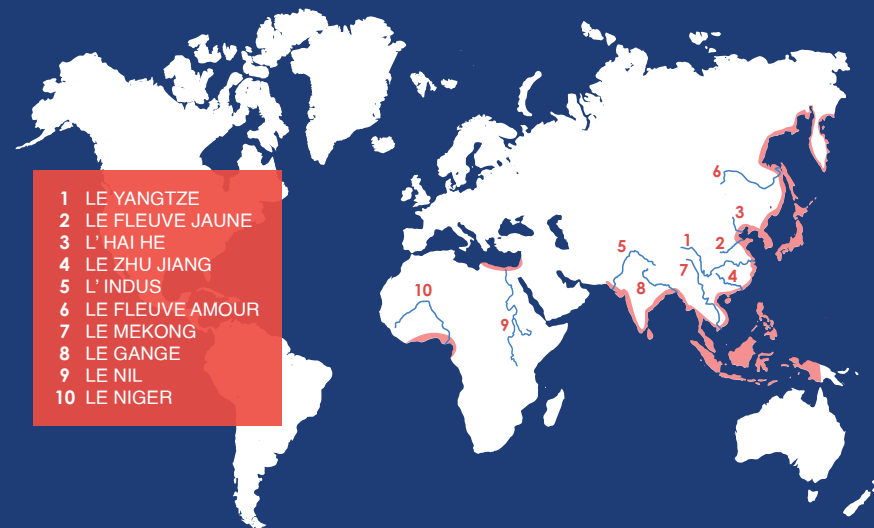 1 LE YANGTZE
2 LE FLEUVE JAUNE
3 L' HAI HE
4 LE ZHU JIANG
5 L' INDUS
6 LE FLEUVE AMOUR
7 LE MEKONG
8 LE GANGE
9 LE NIL
10 LE NIGER
6
3
1
2
5
7
4
8
10
9